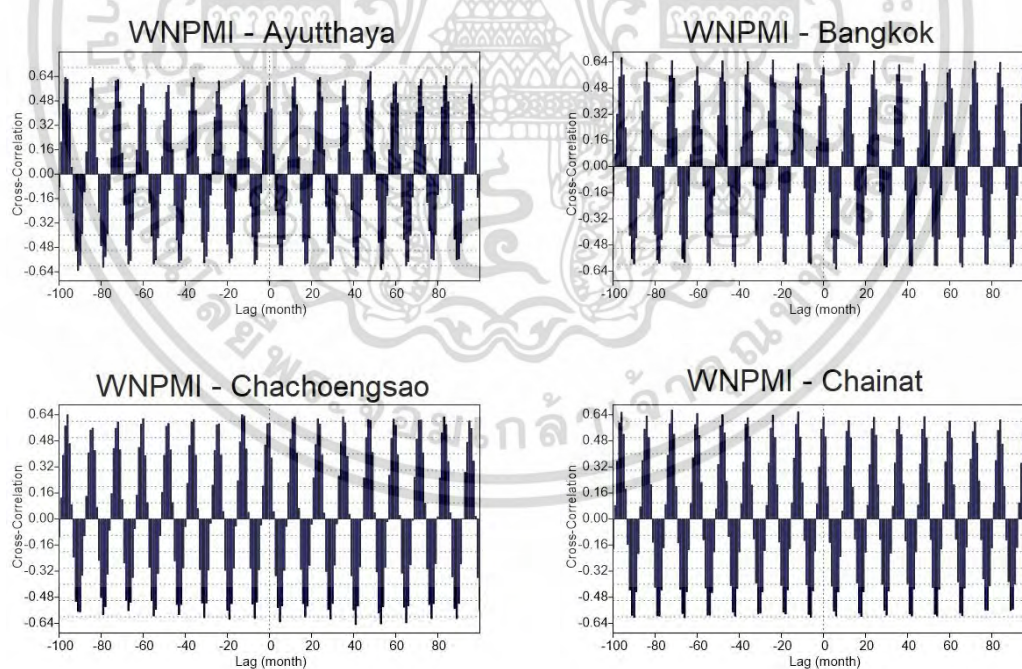 WNPMI - Ayutthaya
Cross-Correlation
0.64
0.48
0.32
0.16
0.00
-0.16
-0.32
-0.48
-0.64
-100 -80 -60 -40 -20 0 20 40 60 80
Lag (month)
WNPMI - Bangkok
Cross-Correlation
0.64
0.48
0.32
0.16
0.00
-0.16
-0.32
-0.48
-0.64
-100 -80 -60 -40 -20 0 20 40 60 80
Lag (month)
WNPMI - Chachoengsao
Cross-Correlation
0.64
0.48
0.32
0.16
0.00
-0.16
-0.32
-0.48
-0.64
-100 -80 -60 -40 -20 0 20 40 60 80
Lag (month)
WNPMI - Chainat
Cross-Correlation
0.64
0.48
0.32
0.16
0.00
-0.16
-0.32
-0.48
-0.64
-100 -80 -60 -40 -20 0 20 40 60 80
Lag (month)